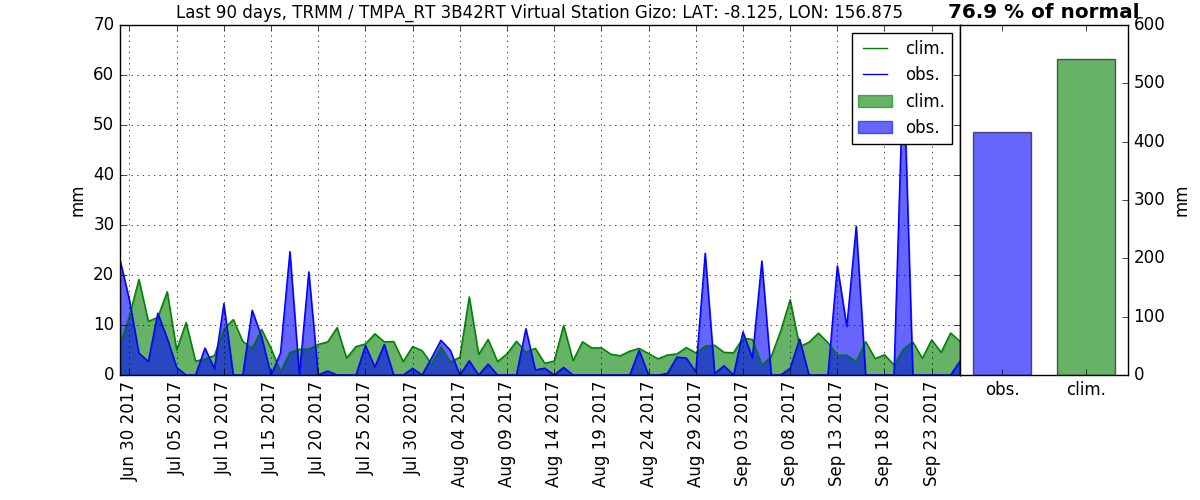 Last 90 days, TRMM / TMPA_RT 3B42RT Virtual Station Gizo: LAT: -8.125, LON: 156.875
76.9 % of normal
70
60
50
40
30
20
10
0
mm
clim.
obs.
clim.
obs.
600
500
400
300
200
100
0
mm
obs.
clim.
Jun 30 2017
Jul 05 2017
Jul 10 2017
Jul 15 2017
Jul 20 2017
Jul 25 2017
Jul 30 2017
Aug 04 2017
Aug 09 2017
Aug 14 2017
Aug 19 2017
Aug 24 2017
Aug 29 2017
Sep 03 2017
Sep 08 2017
Sep 13 2017
Sep 18 2017
Sep 23 2017